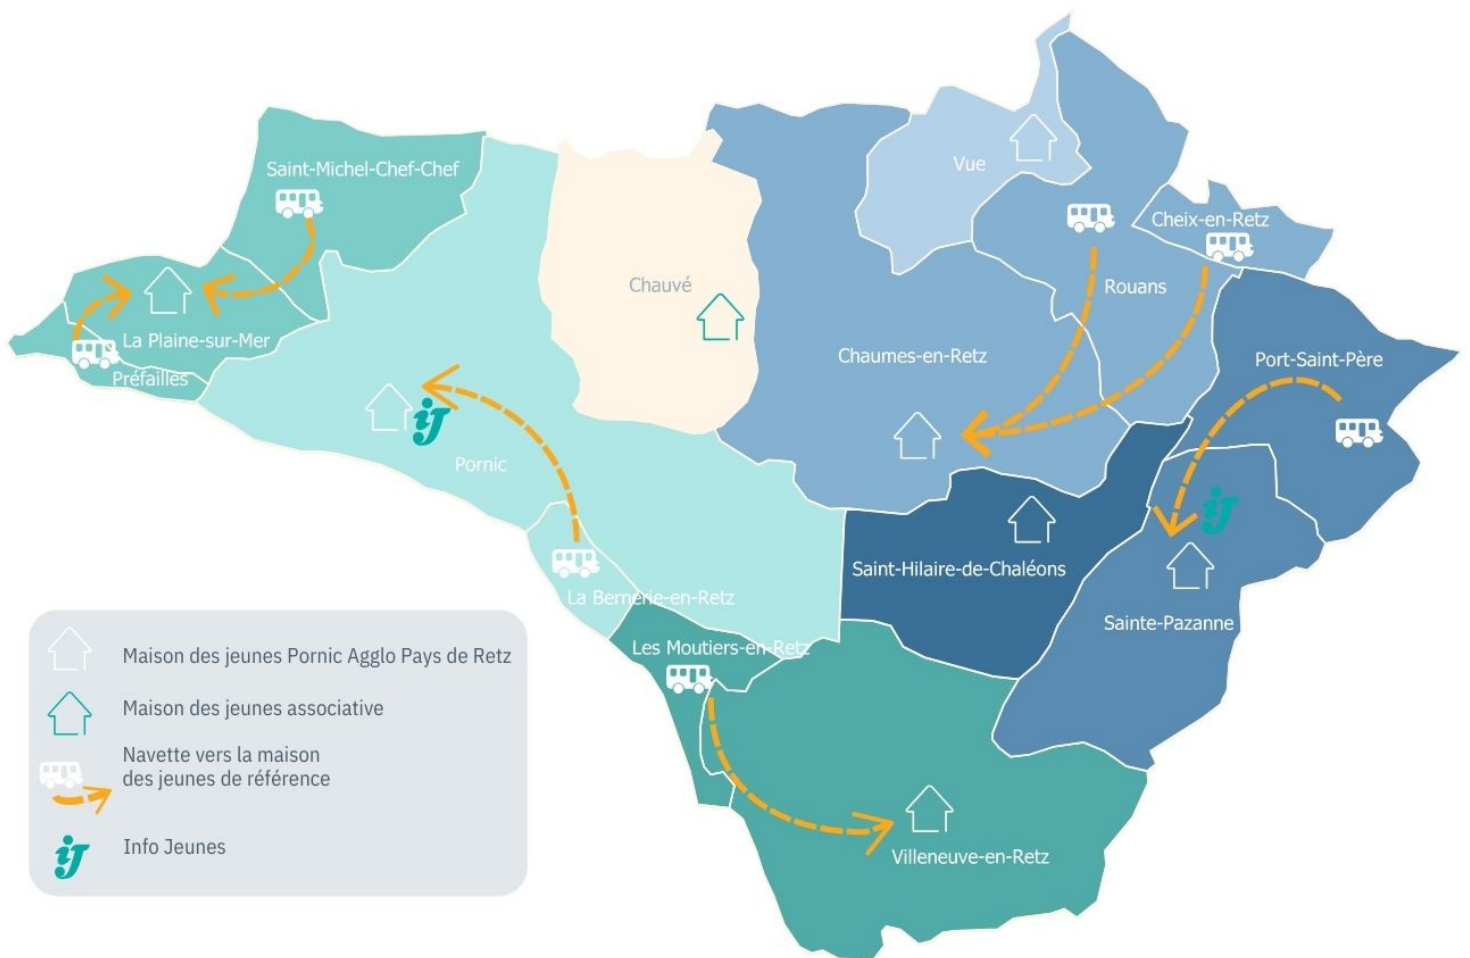 Saint-Michel-Chef-Chef
Vue
Cheix-en-Retz
Chauvé
Rouans
La Plaine-sur-Mer
Chaumes-en-Retz
Port-Saint-Père
Préfailles
iJ
Pornic
iJ
Saint-Hilaire-de-Chaléons
La Bernerie-en-Retz
Sainte-Pazanne
Les Moutiers-en-Retz
Villeneuve-en-Retz
Maison des jeunes Pornic Agglo Pays de Retz
Maison des jeunes associative
Navette vers la maison
des jeunes de référence
iJ
Info Jeunes